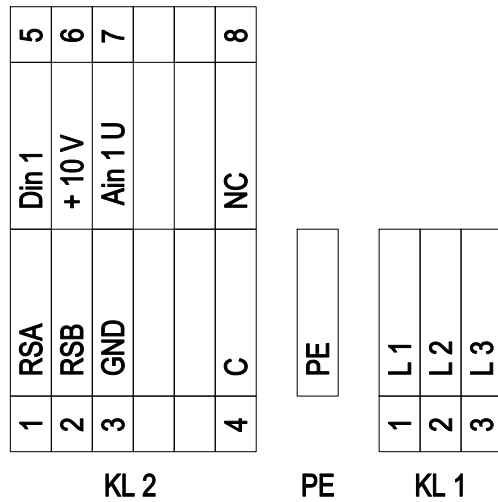 5 6 7 8
Din 1 + 10 V Ain 1 U NC
RSA RSB GND C PE L 1 L 2 L 3
1 2 3 4 1 2 3
KL 2 PE KL 1